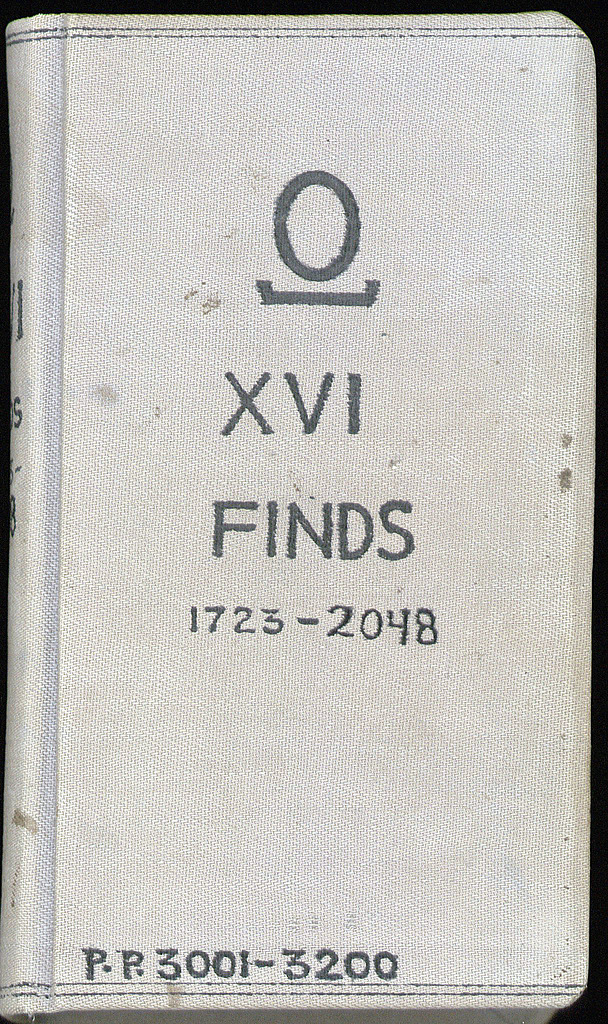 O
XVI
FINDS
1723-2048
P.P. 3001-3200